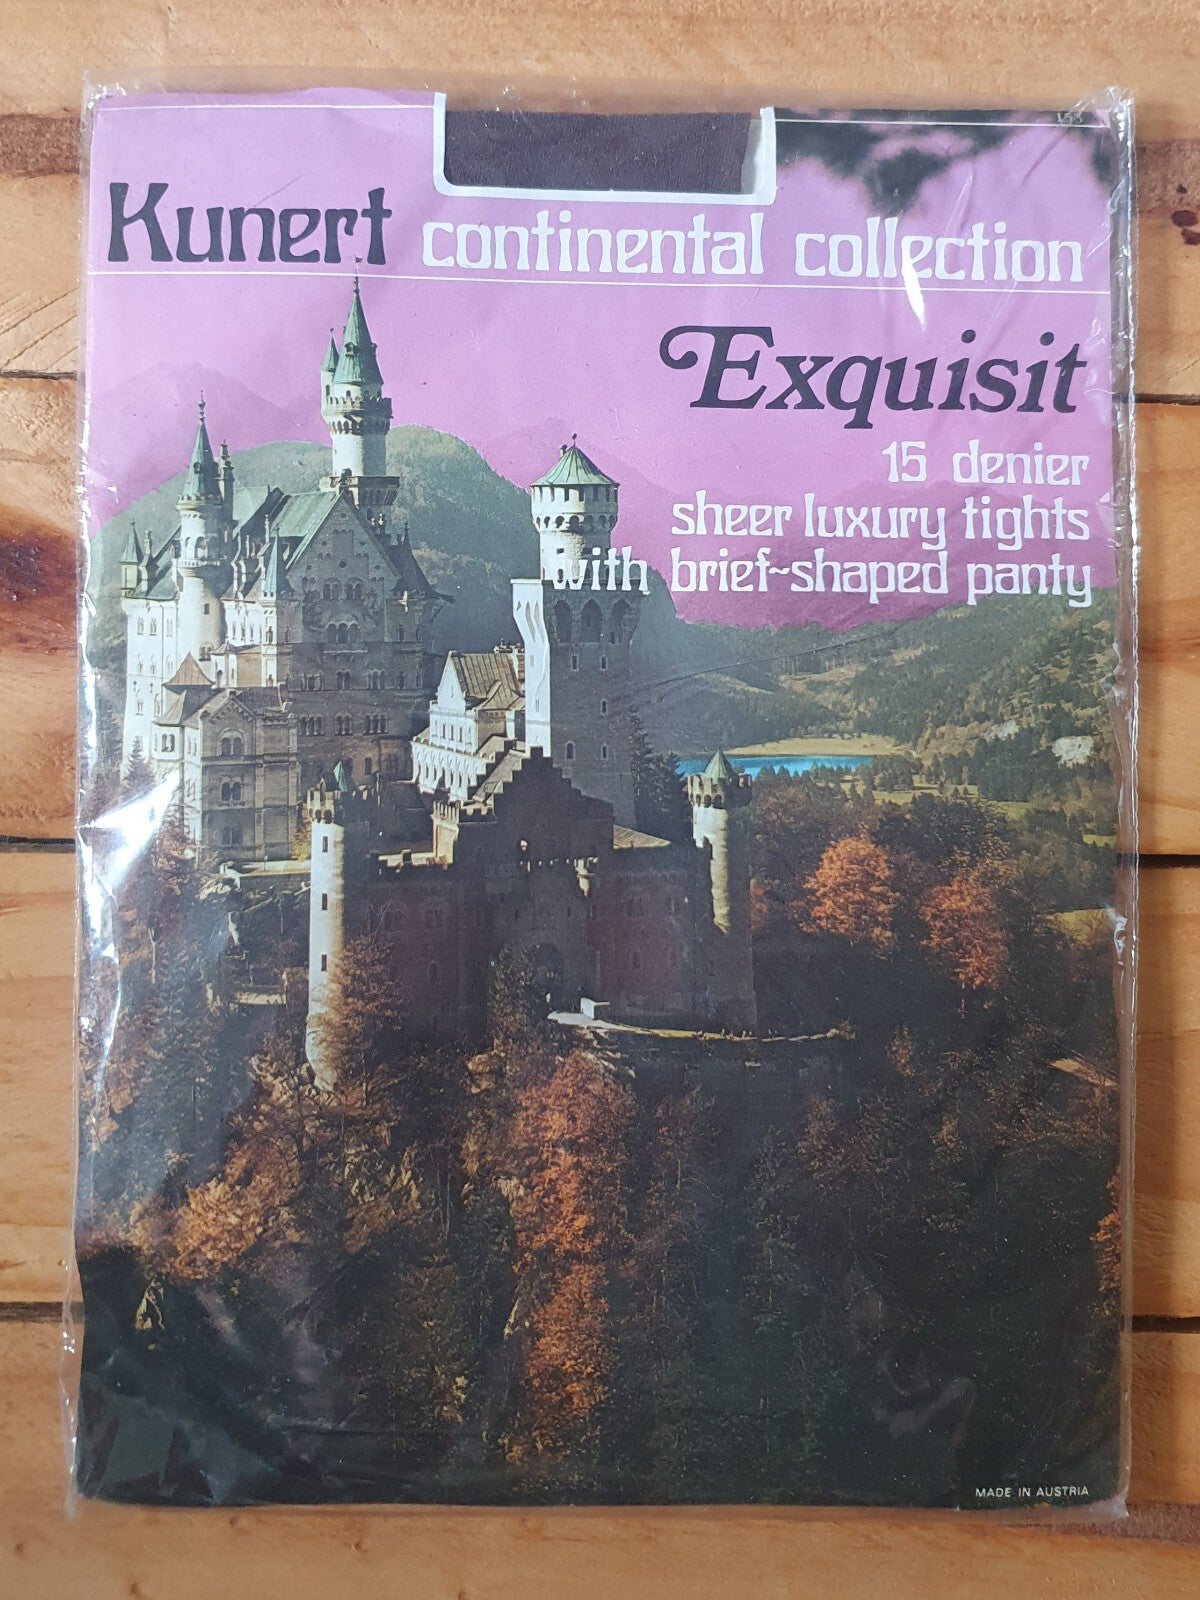 Kunert continental collection
Exquisit
15 denier
sheer luxury tights
with brief-shaped panty
MADE IN AUSTRIA